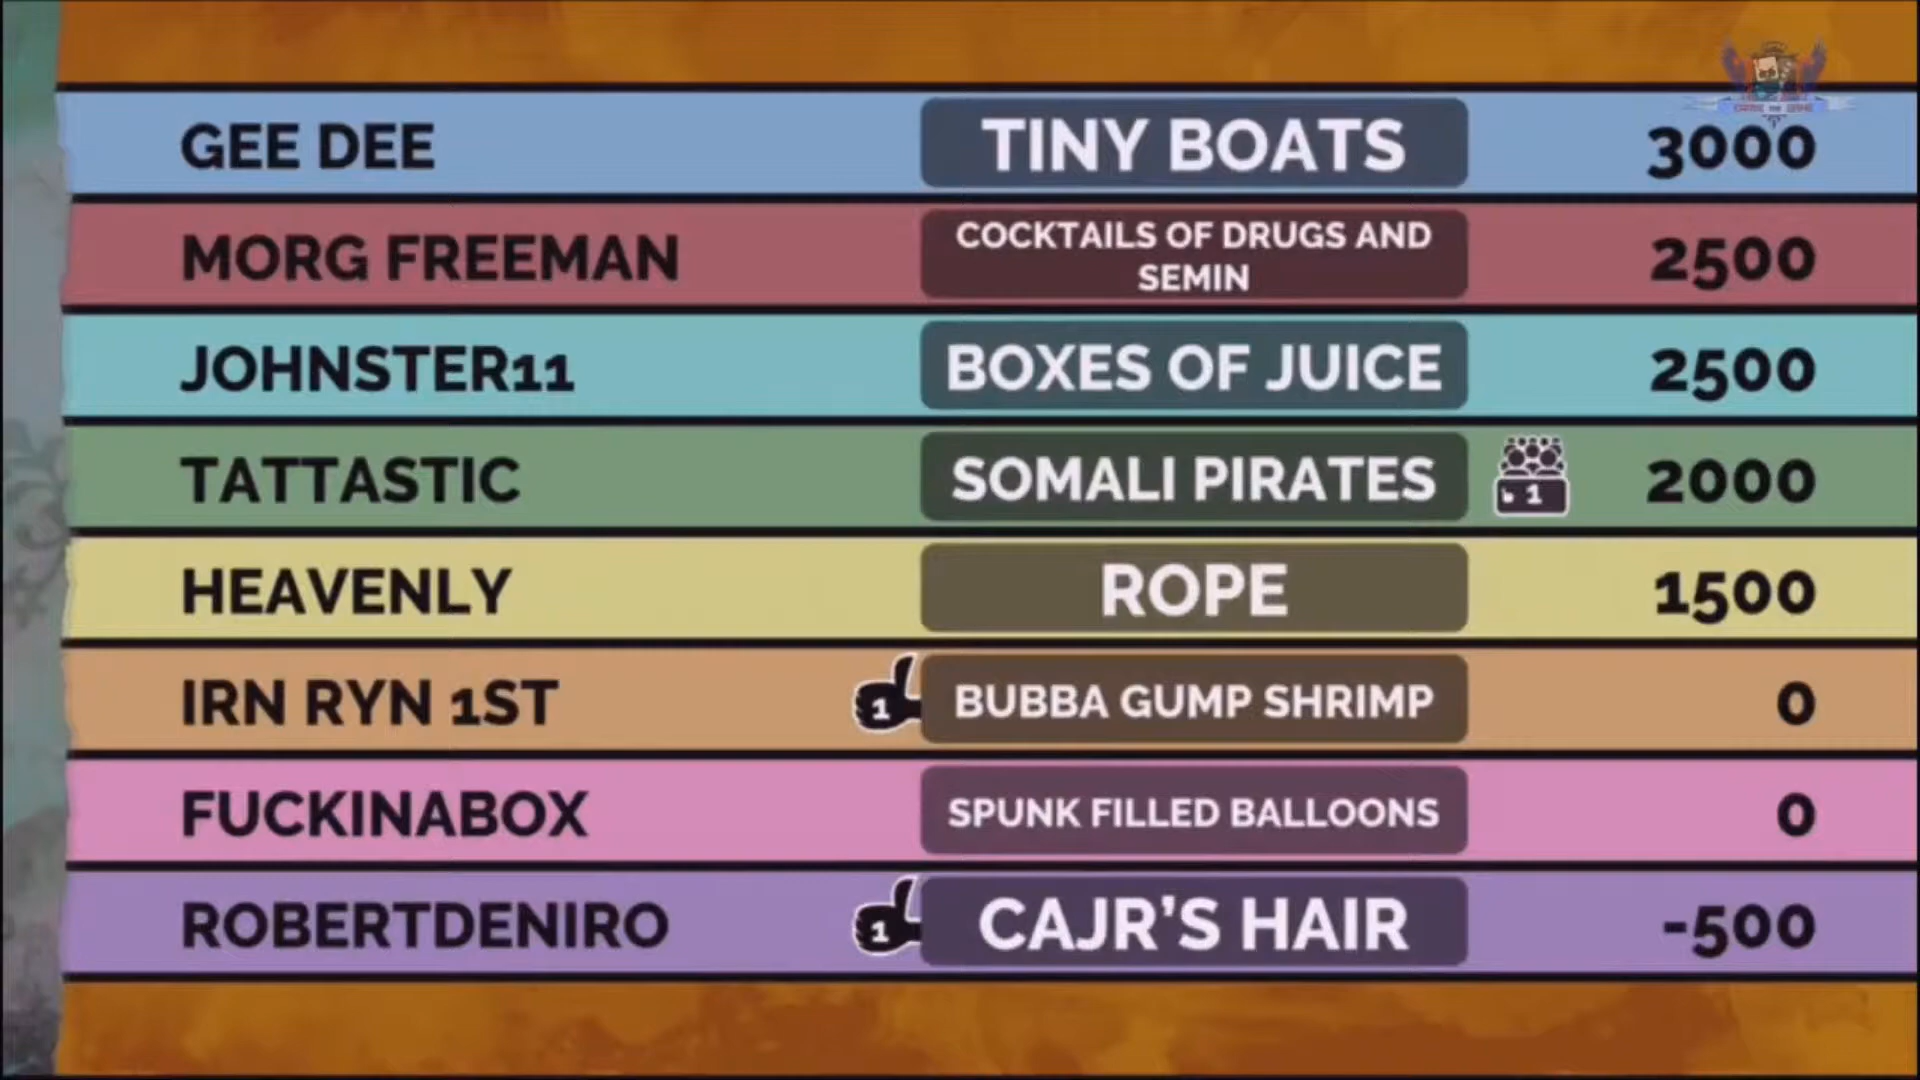 GEE DEE TINY BOATS 3000
MORG FREEMAN COCKTAILS OF DRUGS AND
SEMIN 2500
JOHNSTER11 BOXES OF JUICE 2500
TATTASTIC SOMALI PIRATES 1 2000
HEAVENLY ROPE 1500
IRN RYN 1ST 1 BUBBA GUMP SHRIMP 0
FUCKINABOX SPUNK FILLED BALLOONS 0
ROBERTDENIRO 1 CAJR'S HAIR -500